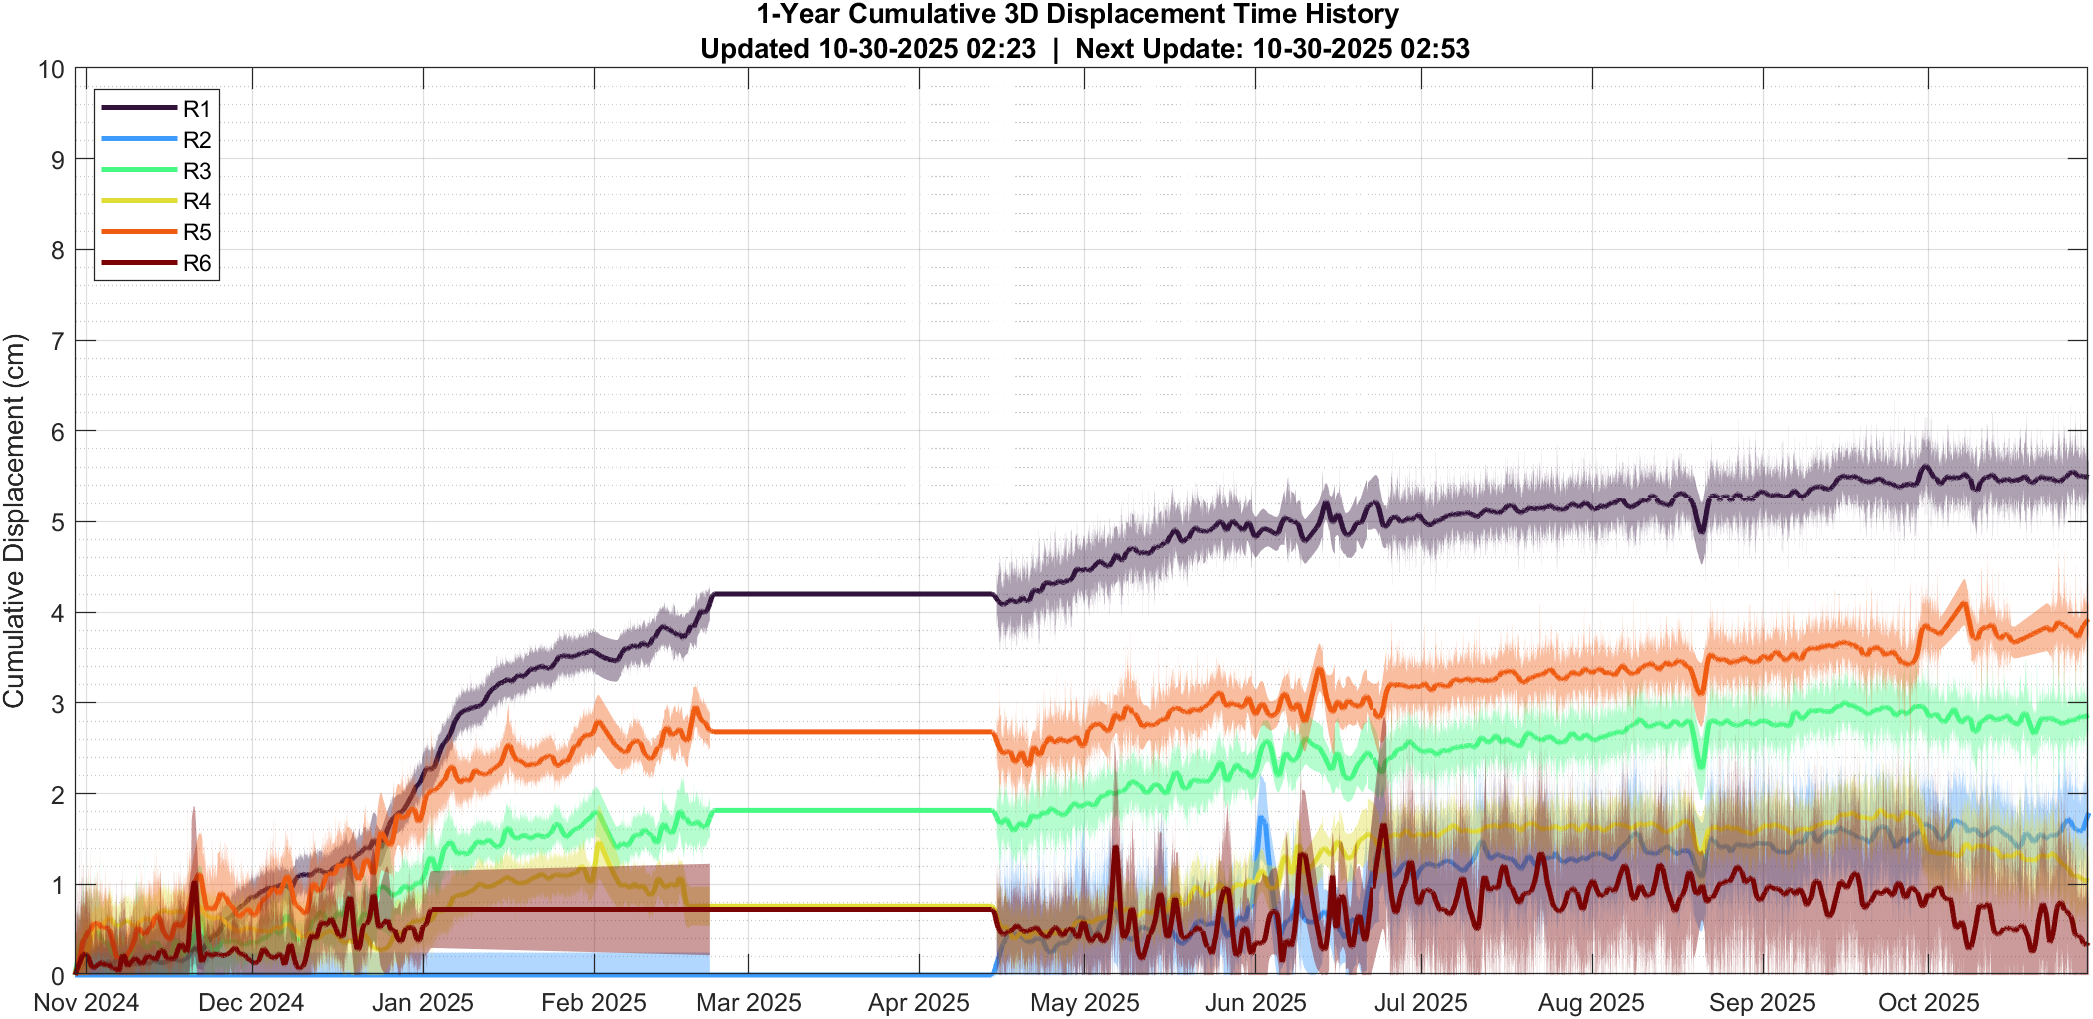 1-Year Cumulative 3D Displacement Time History
Updated 10-30-2025 02:23 | Next Update: 10-30-2025 02:53
10
9
8
7
6
5
4
3
2
1
0
Cumulative Displacement (cm)
R1
R2
R3
R4
R5
R6
Nov 2024 Dec 2024 Jan 2025 Feb 2025 Mar 2025 Apr 2025 May 2025 Jun 2025 Jul 2025 Aug 2025 Sep 2025 Oct 2025